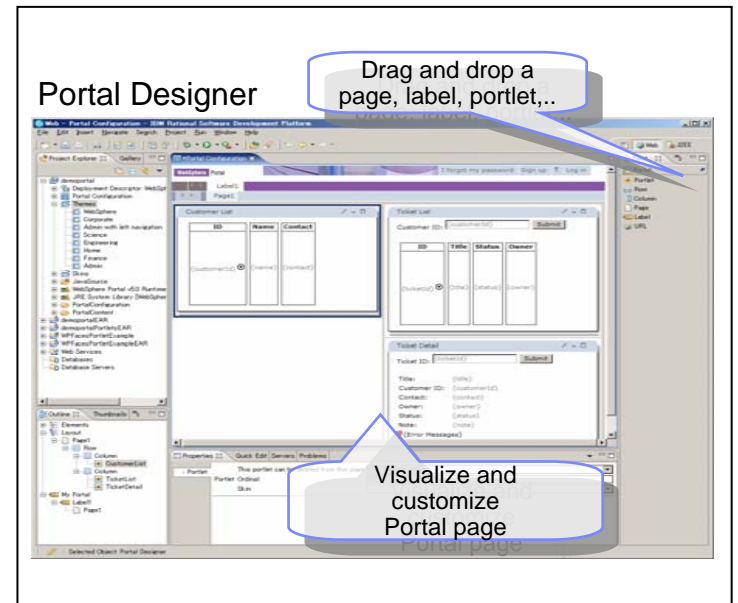 Portal Designer
Drag and drop a
page, label, portlet,..
Web - Portal Configuration - IBM Rational Software Development Platform
File Edit Insert Navigate Search Project Run Window Help
Web
J2EE
Project Explorer
Gallery
*Portal Configuration
demoportal
Deployment Descriptor: WebSph
Portal Configuration
Themes
WebSphere
Corporate
Admin with left navigation
Science
Engineering
Home
Finance
Admin
Skins
JavaSource
WebSphere Portal v5.0 Runtime
JRE System Library [WebSpher
PortalConfiguration
PortalContent
demoportalEAR
demoportalPortletsEAR
WPFacesPortletExample
WPFacesPortletExampleEAR
Web Services
Databases
Database Servers
WebSphere Portal
I forgot my password Sign up ? Log in
Label1
Page1
Customer List
ID Name Contact
{customerId} {name} {contact}
Ticket List
Customer ID: {customerId} Submit
ID Title Status Owner
{ticketId} {title} {status} {owner}
Ticket Detail
Ticket ID: {ticketId} Submit
Title: {title}
Customer ID: {customerId}
Contact: {contact}
Owner: {owner}
Status: {status}
Note: {note}
{Error Messages}
Portlet
Row
Column
Page
Label
URL
Outline
Thumbnails
Elements
Layout
Page1
Row
Column
CustomerList
Column
TicketList
TicketDetail
My Portal
Label1
Page1
Properties Quick Edit Servers Problems
Portlet
This portlet can be
Portlet Ordinal:
Skin:
Visualize and
customize
Portal page
Selected Object: Portal Designer